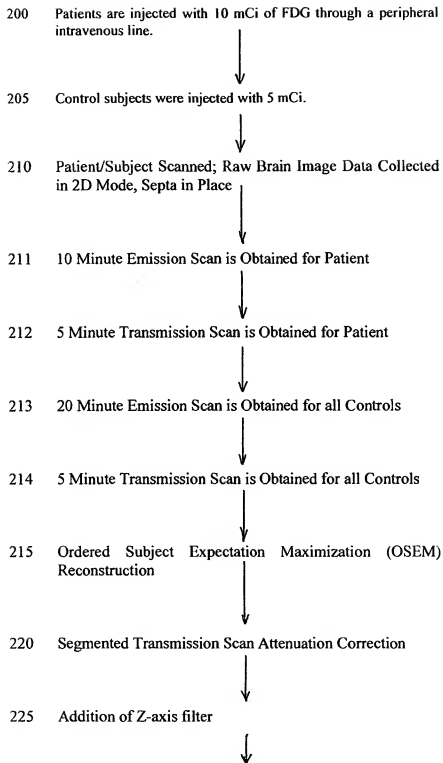 200 Patients are injected with 10 mCi of FDG through a peripheral
intravenous line.
205 Control subjects were injected with 5 mCi.
210 Patient/Subject Scanned; Raw Brain Image Data Collected
in 2D Mode, Septa in Place
211 10 Minute Emission Scan is Obtained for Patient
212 5 Minute Transmission Scan is Obtained for Patient
213 20 Minute Emission Scan is Obtained for all Controls
214 5 Minute Transmission Scan is Obtained for all Controls
215 Ordered Subject Expectation Maximization (OSEM)
Reconstruction
220 Segmented Transmission Scan Attenuation Correction
225 Addition of Z-axis filter